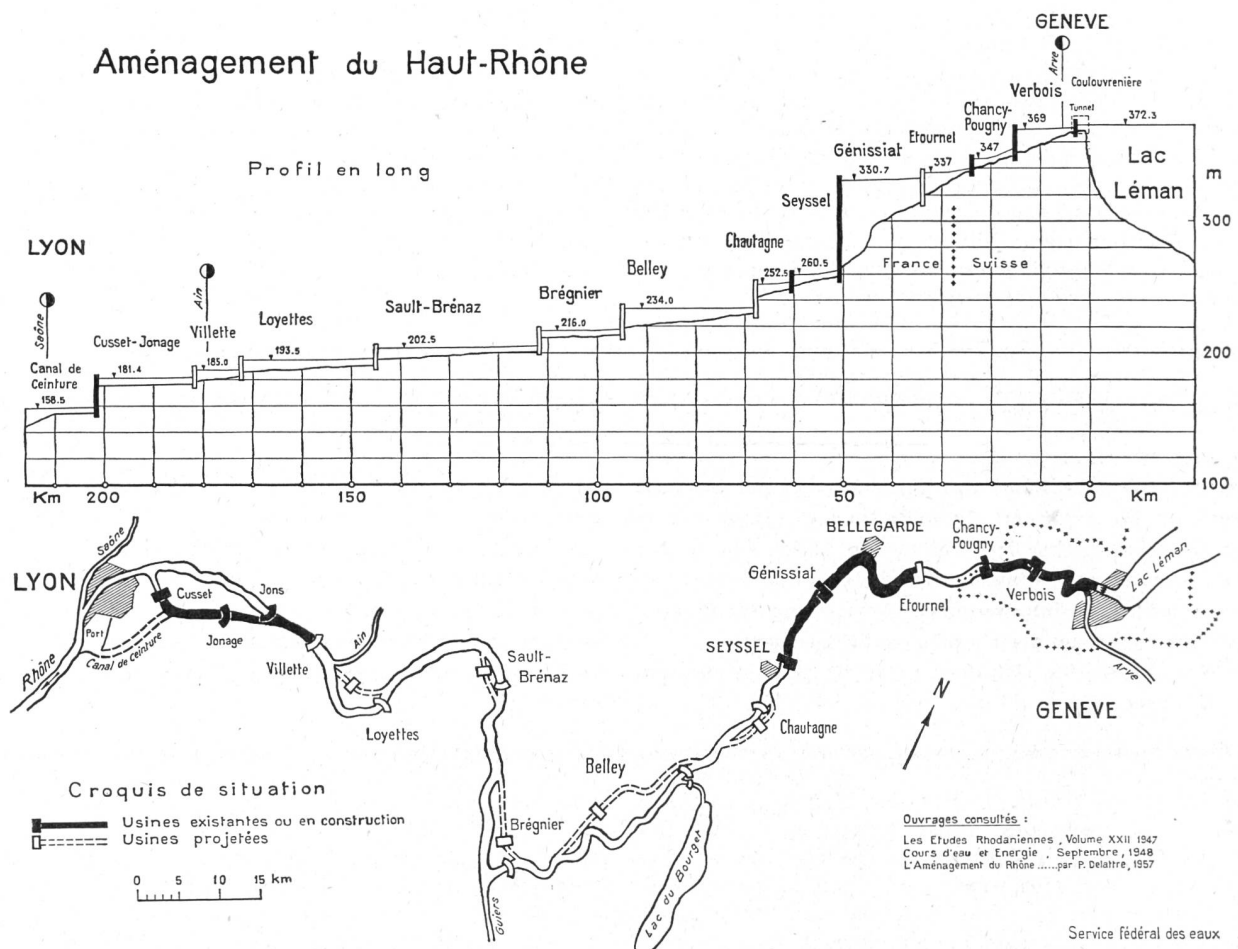 Aménagement du Haut-Rhône
Profil en long
GENEVE
Arve
Coulouvrenière
Verbois
Tunnel
Chancy-
Pougny
369
372.3
Etournel
347
Génissiat
337
330.7
Lac
Léman
m
Seyssel
300
Chautagne
France
Suisse
252.5
260.5
Belley
234.0
Brégnier
216.0
Sault-Brénaz
202.5
Loyettes
193.5
Ain
Villette
185.0
LYON
Saône
Cusset-Jonage
181.4
Canal de
Ceinture
158.5
200
100
Km 200 150 100 50 0 Km
LYON
Saône
Cusset
Jons
Jonage
Port
Canal de Ceinture
Rhône
Villette
Ain
Loyettes
Sault-
Brénaz
Brégnier
Guiers
Belley
Lac du Bourget
Chautagne
SEYSSEL
Génissiat
BELLEGARDE
Etournel
Chancy-
Pougny
Verbois
Lac Léman
Arve
GENEVE
N
Croquis de situation
Usines existantes ou en construction
Usines projetées
0 5 10 15 km
Ouvrages consultés :
Les Etudes Rhodaniennes , Volume XXII 1947
Cours d'eau et Energie , Septembre , 1948
L'Aménagement du Rhône ......par P. Delattre, 1957
Service fédéral des eaux